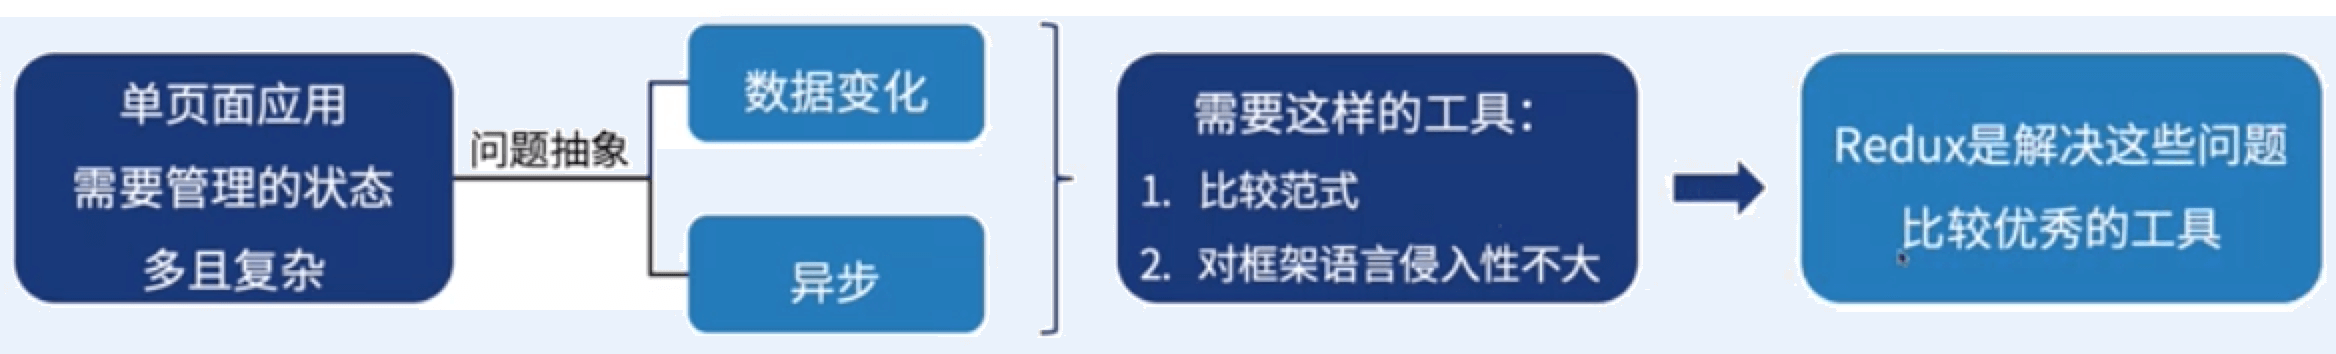 单页面应用
需要管理的状态
多且复杂
问题抽象
数据变化
异步
需要这样的工具：
1. 比较范式
2. 对框架语言侵入性不大
Redux是解决这些问题
比较优秀的工具